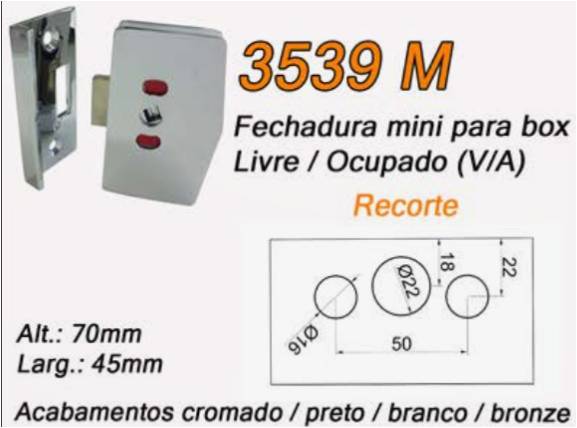 3539 M
Fechadura mini para box
Livre / Ocupado (V/A)
Recorte
18
22
Ø22
Ø16
50
Alt.: 70mm
Larg.: 45mm
Acabamentos cromado / preto / branco / bronze